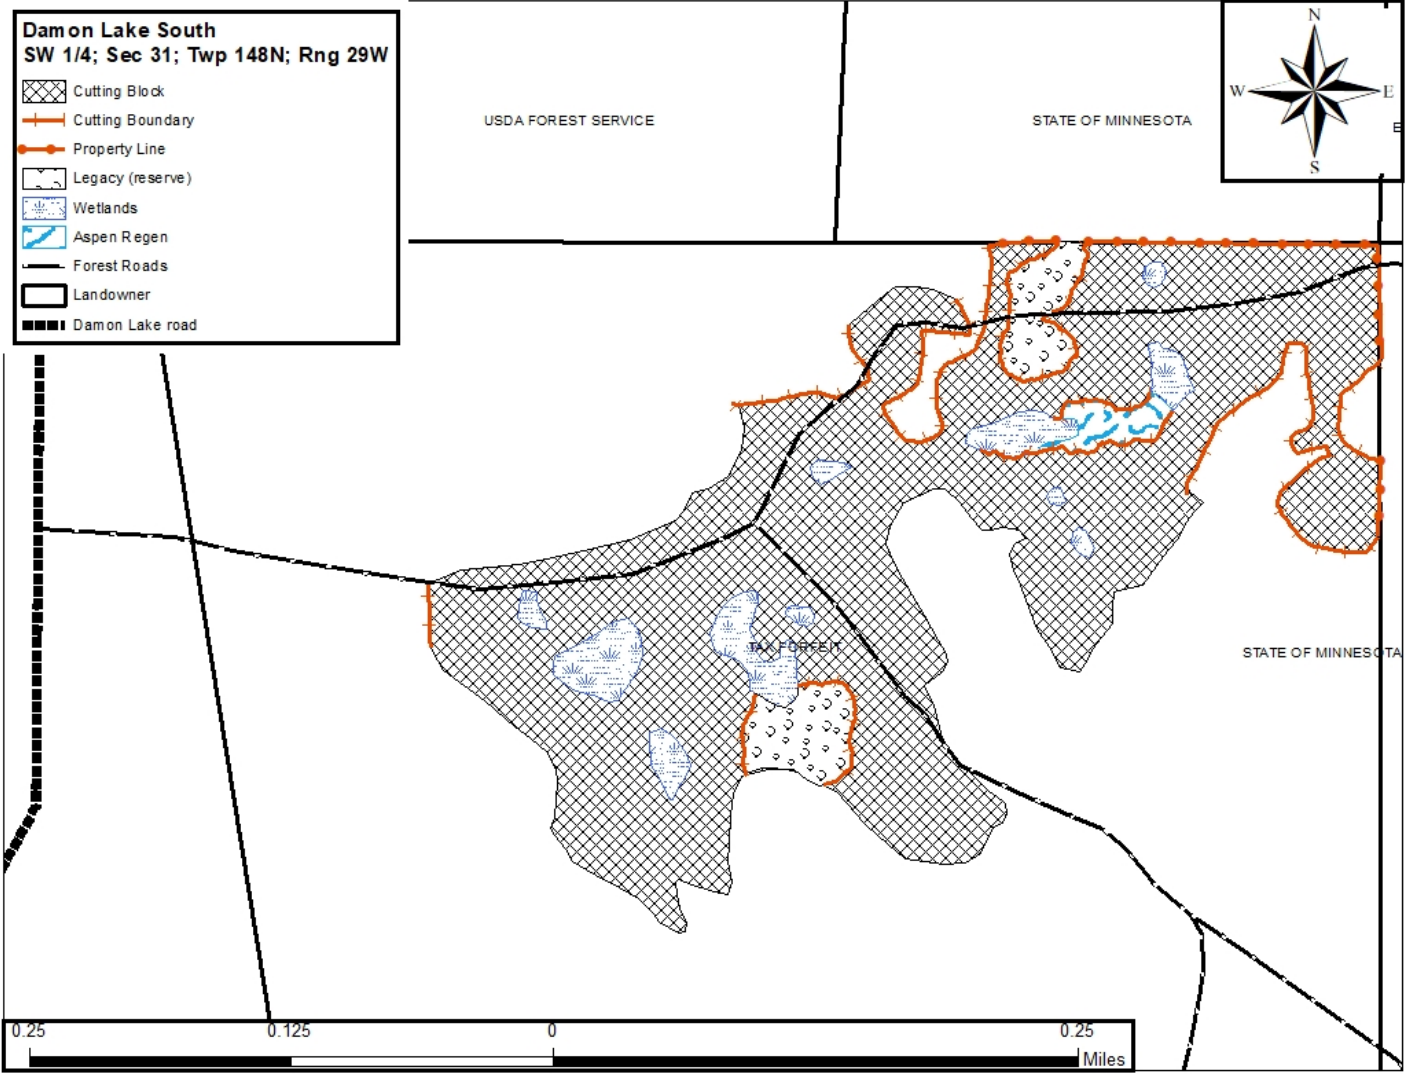 Damon Lake South
SW 1/4; Sec 31; Twp 148N; Rng 29W
Cutting Block
Cutting Boundary
Property Line
Legacy (reserve)
Wetlands
Aspen Regen
Forest Roads
Landowner
Damon Lake road
USDA FOREST SERVICE
STATE OF MINNESOTA
N
W
E
S
E
TAX FORFEIT
STATE OF MINNESOTA
0.25 0.125 0 0.25
Miles